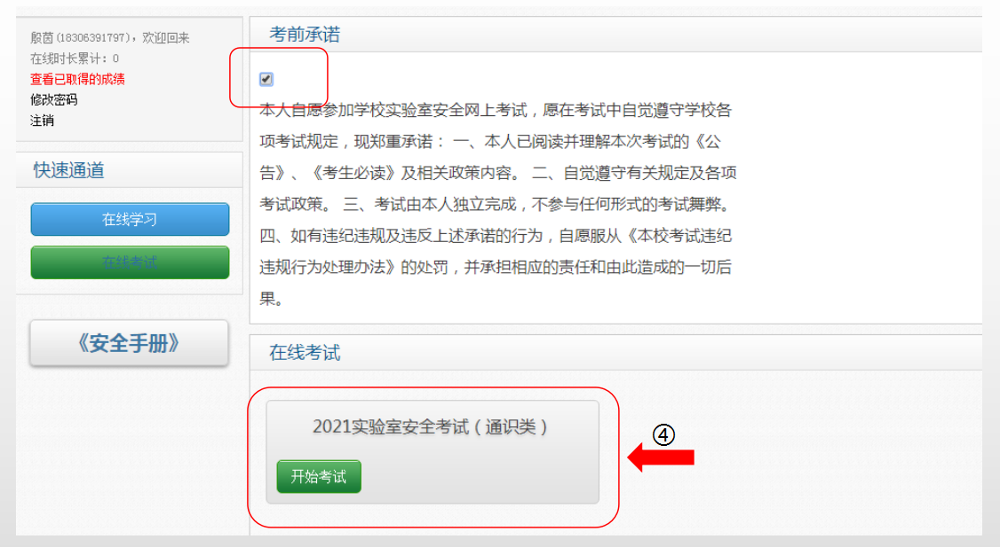 殷茵(18306391797)，欢迎回来
在线时长累计：0
查看已取得的成绩
修改密码
注销
快速通道
在线学习
在线考试
《安全手册》
考前承诺
本人自愿参加学校实验室安全网上考试，愿在考试中自觉遵守学校各
项考试规定，现郑重承诺：一、本人已阅读并理解本次考试的《公
告》、《考生必读》及相关政策内容。 二、自觉遵守有关规定及各项
考试政策。 三、考试由本人独立完成，不参与任何形式的考试舞弊。
四、如有违纪违规及违反上述承诺的行为，自愿服从《本校考试违纪
违规行为处理办法》的处罚，并承担相应的责任和由此造成的一切后
果。
在线考试
2021实验室安全考试（通识类）
开始考试
④